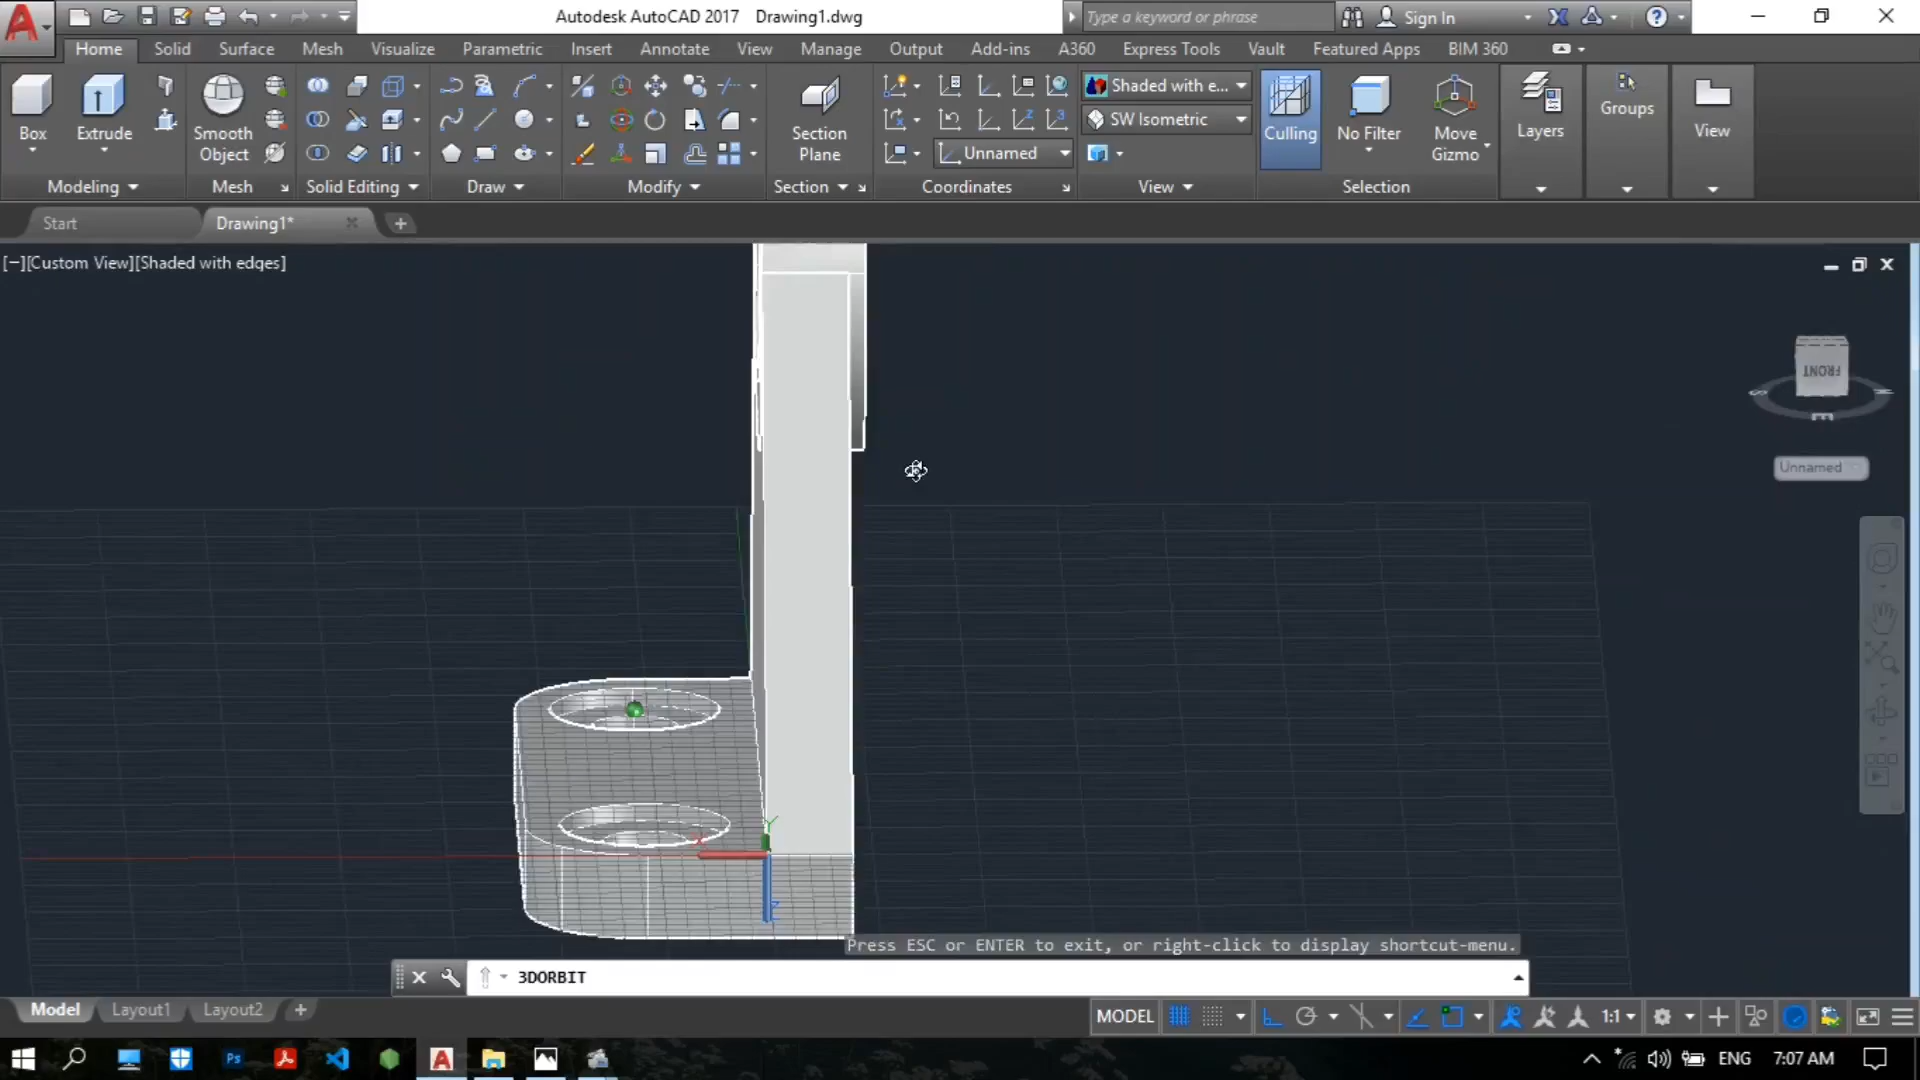 Autodesk AutoCAD 2017 Drawing1.dwg
Type a keyword or phrase
Sign In
Home Solid Surface Mesh Visualize Parametric Insert Annotate View Manage Output Add-ins A360 Express Tools Vault Featured Apps BIM 360
Box
Extrude
Smooth Object
Section Plane
Shaded with e...
SW Isometric
Unnamed
Culling
No Filter
Move Gizmo
Layers
Groups
View
Modeling Mesh Solid Editing Draw Modify Section Coordinates View Selection
Start Drawing1*
[−][Custom View][Shaded with edges]
FRONT
S N
E
Unnamed
X
Y
Z
Press ESC or ENTER to exit, or right-click to display shortcut-menu.
3DORBIT
Model Layout1 Layout2
MODEL 1:1
Ps
ENG 7:07 AM